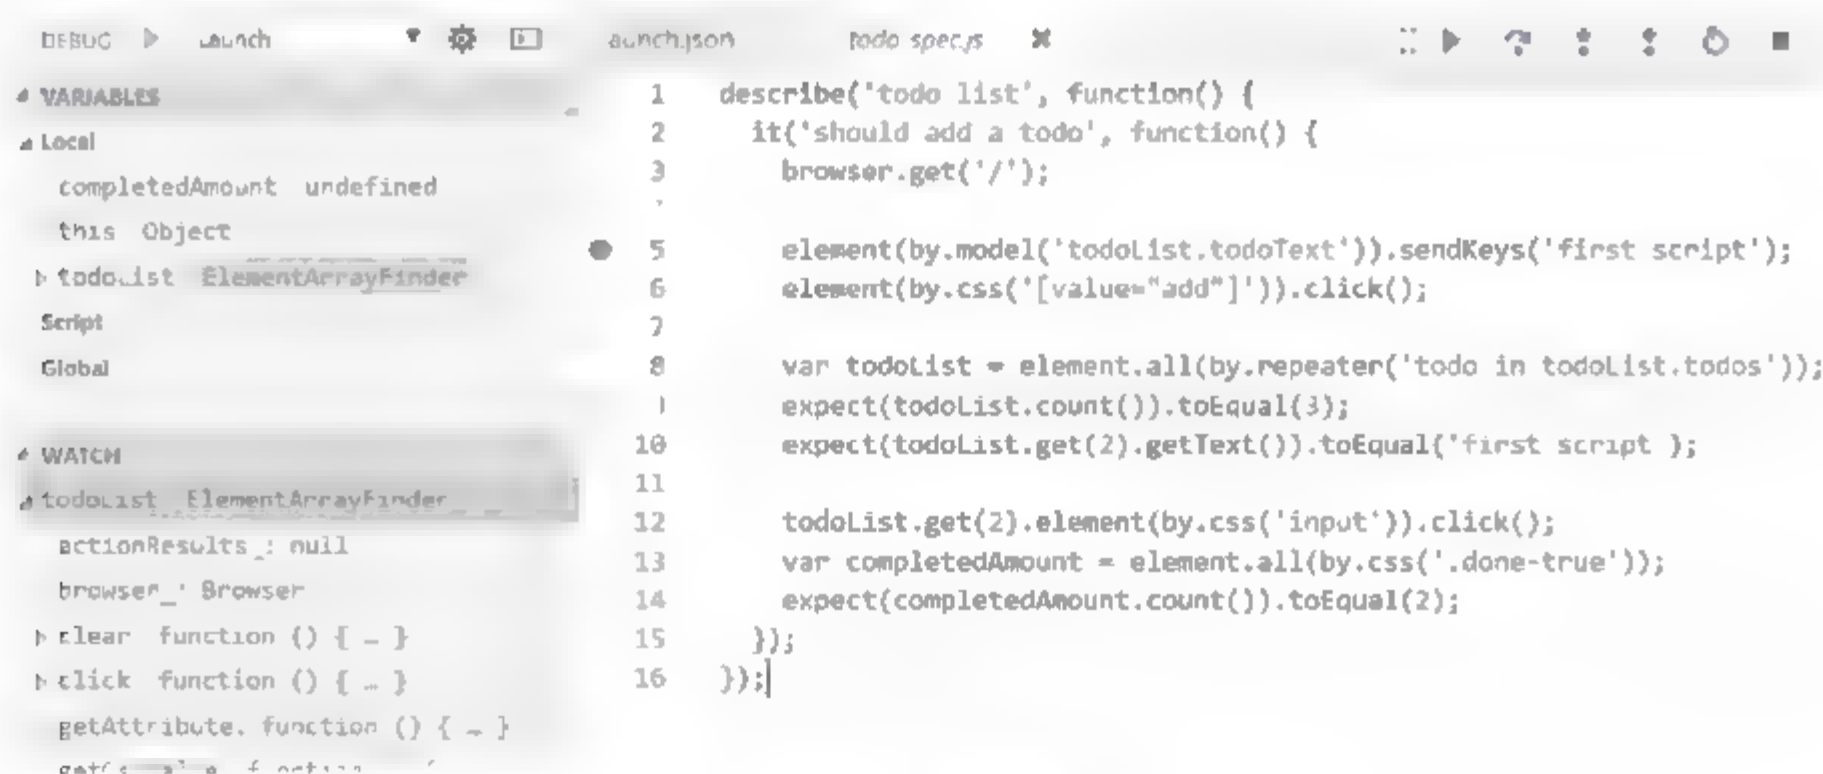 DEBUG Launch
VARIABLES
Local
completedAmount undefined
this Object
todoList ElementArrayFinder
Script
Global
WATCH
todoList ElementArrayFinder
actionResults_: null
browser_: Browser
clear function () { … }
click function () { … }
getAttribute. function () { … }
launch.json todo spec.js
1 describe('todo list', function() {
2 it('should add a todo', function() {
3 browser.get('/');
5 element(by.model('todoList.todoText')).sendKeys('first script');
6 element(by.css('[value="add"]')).click();
7
8 var todoList = element.all(by.repeater('todo in todoList.todos'));
expect(todoList.count()).toEqual(3);
10 expect(todoList.get(2).getText()).toEqual('first script );
11
12 todoList.get(2).element(by.css('input')).click();
13 var completedAmount = element.all(by.css('.done-true'));
14 expect(completedAmount.count()).toEqual(2);
15 });
16 });